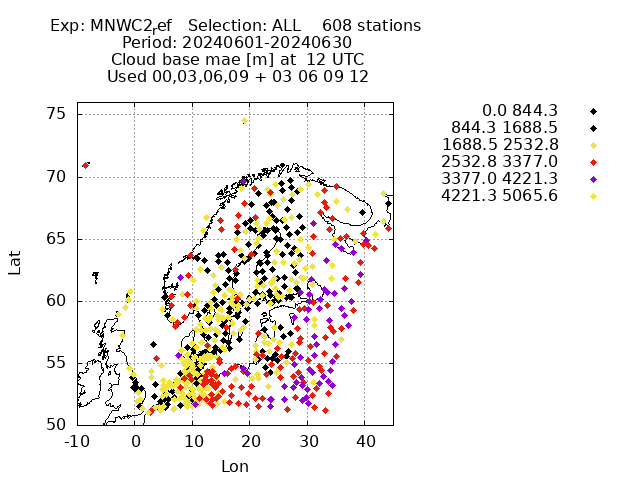 Exp: MNWC2ref Selection: ALL 608 stations
Period: 20240601-20240630
Cloud base mae [m] at 12 UTC
Used 00,03,06,09 + 03 06 09 12
0.0 844.3
844.3 1688.5
1688.5 2532.8
2532.8 3377.0
3377.0 4221.3
4221.3 5065.6
75
70
65
60
55
50
Lat
-10 0 10 20 30 40
Lon